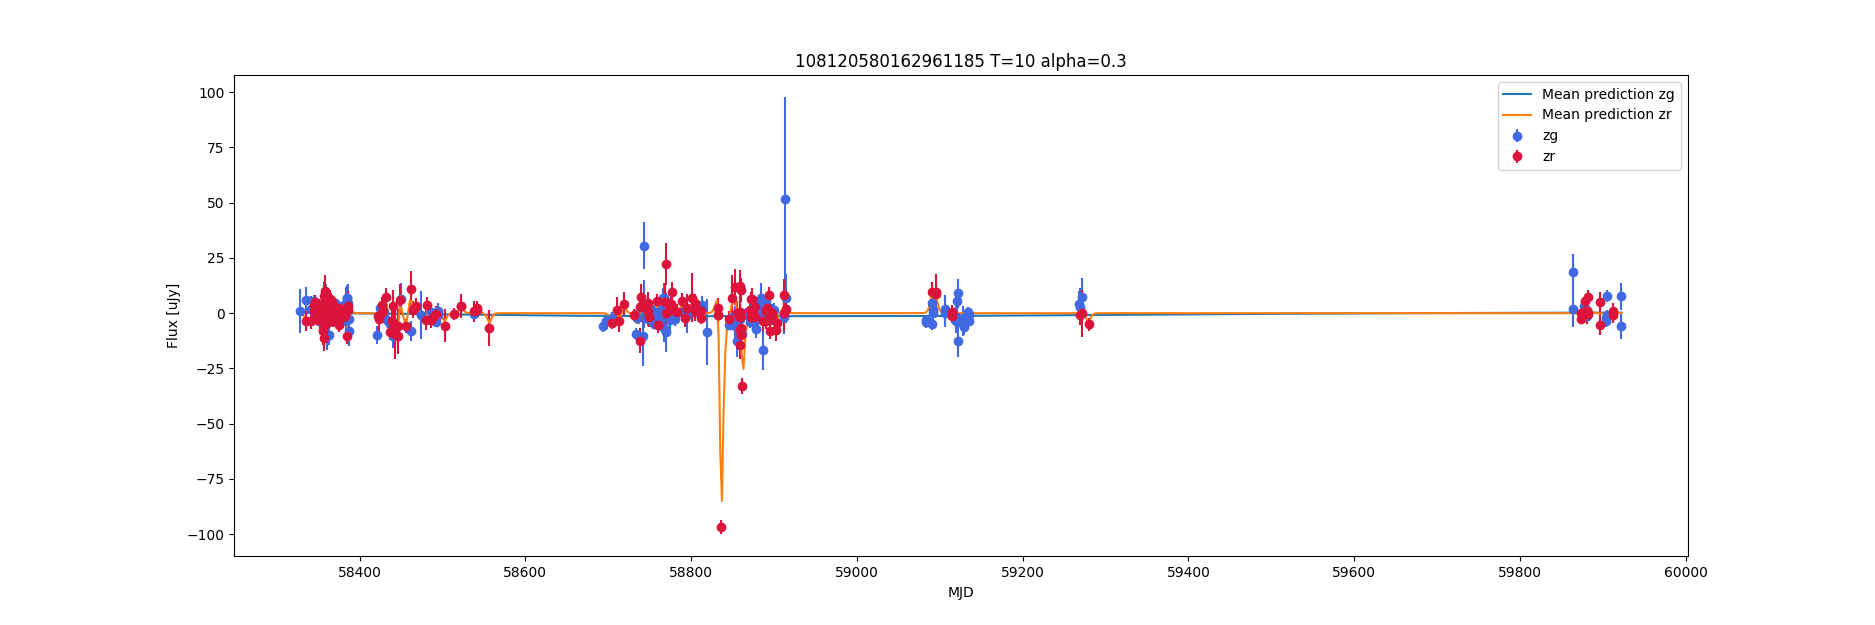 108120580162961185 T=10 alpha=0.3
100
75
50
25
0
−25
−50
−75
−100
Flux [uJy]
58400 58600 58800 59000 59200 59400 59600 59800 60000
MJD
Mean prediction zg
Mean prediction zr
zg
zr